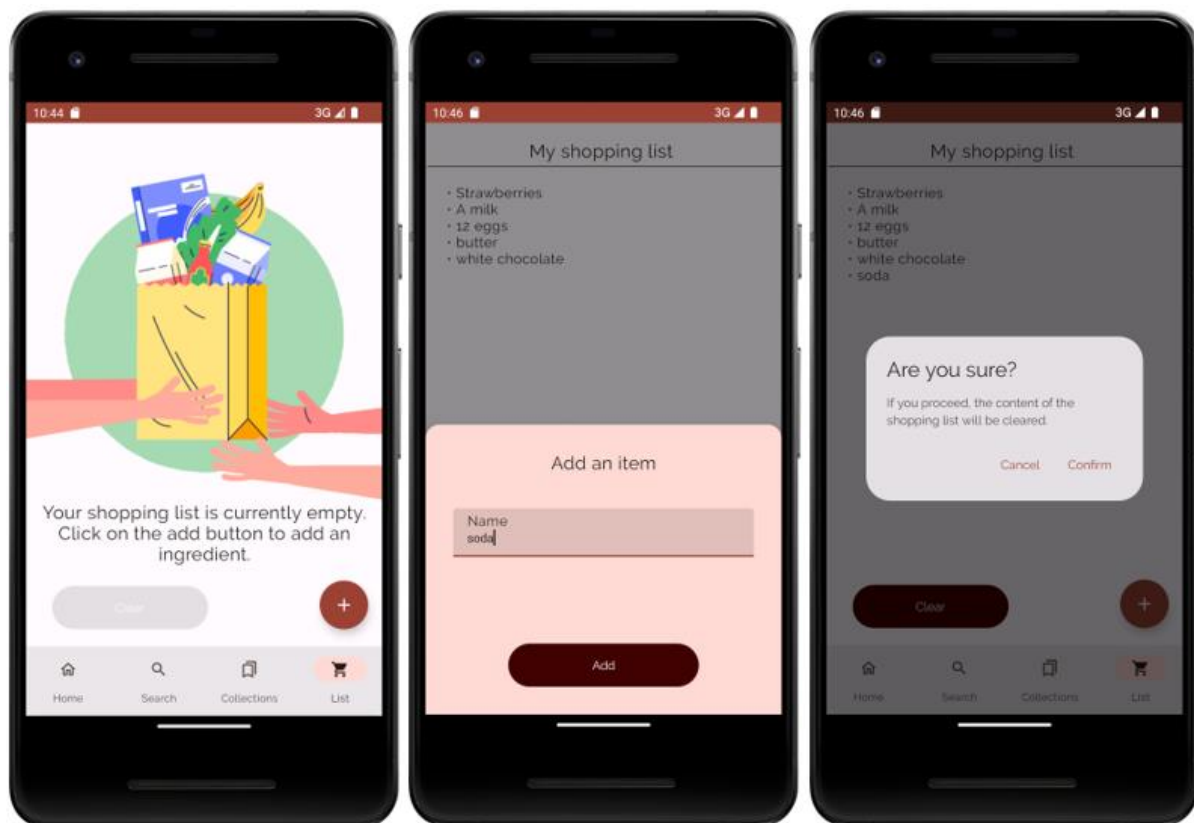 10:44
3G
Your shopping list is currently empty.
Click on the add button to add an
ingredient.
Clear
+
Home
Search
Collections
List
10:46
3G
My shopping list
• Strawberries
• A milk
• 12 eggs
• butter
• white chocolate
Add an item
Name
soda
Add
10:46
3G
My shopping list
• Strawberries
• A milk
• 12 eggs
• butter
• white chocolate
• soda
Are you sure?
If you proceed, the content of the
shopping list will be cleared
Cancel Confirm
Clear
+
Home
Search
Collections
List